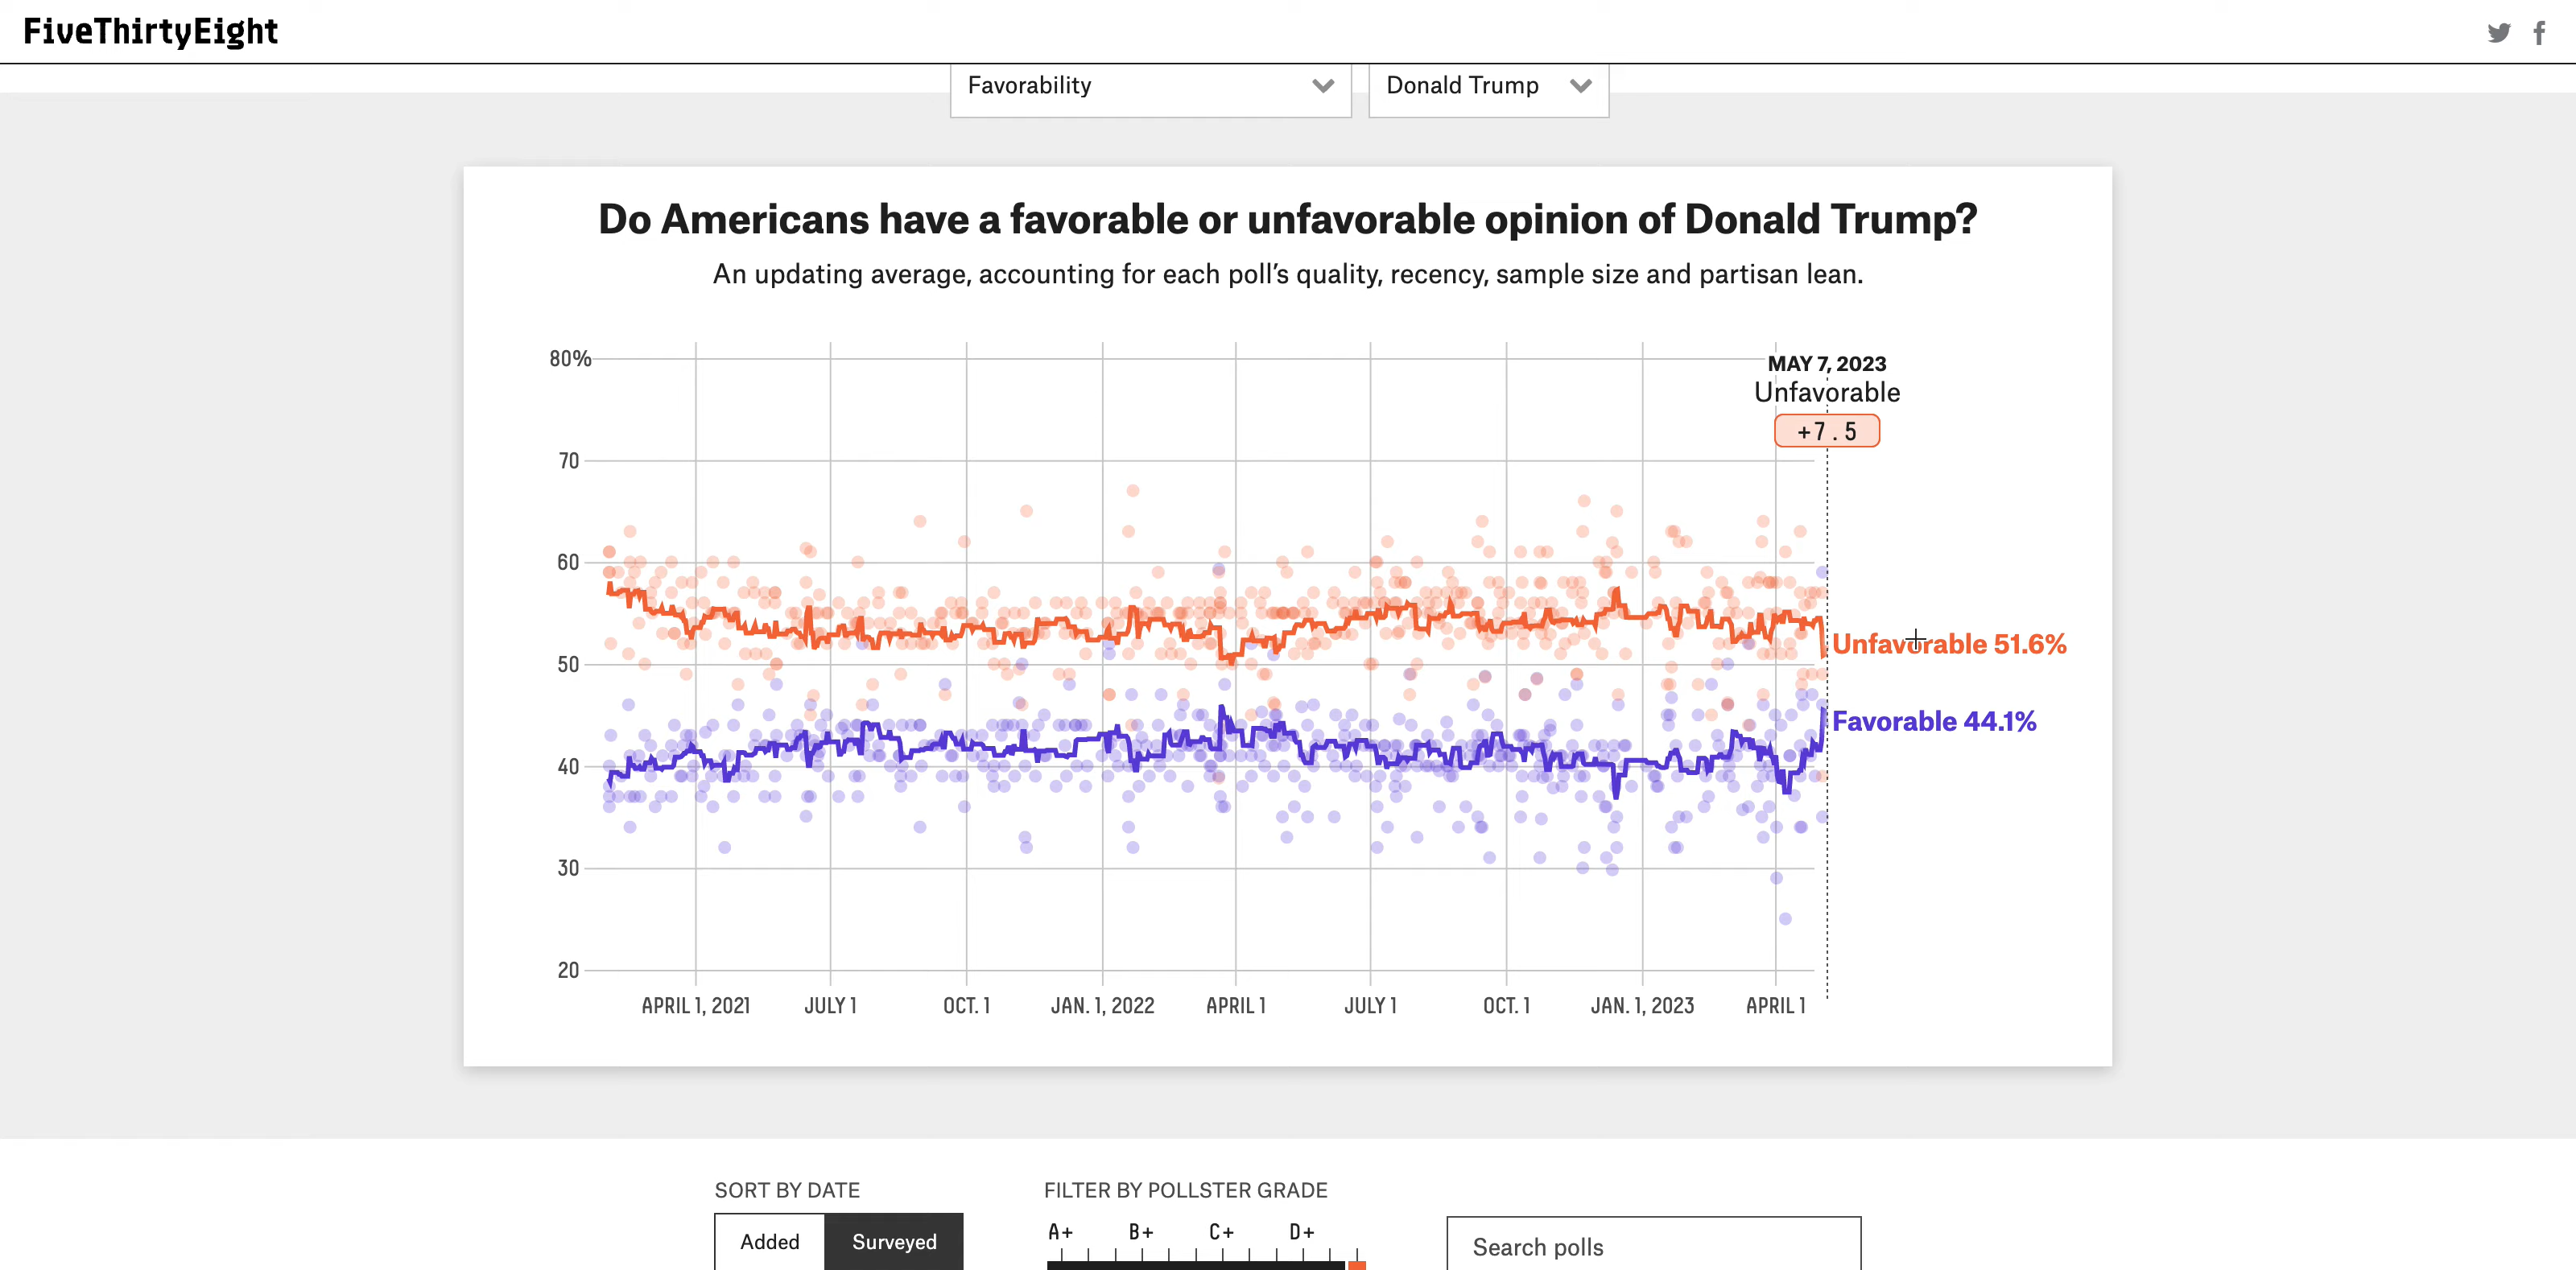 FiveThirtyEight
Favorability
Donald Trump
Do Americans have a favorable or unfavorable opinion of Donald Trump?
An updating average, accounting for each poll's quality, recency, sample size and partisan lean.
80%
MAY 7, 2023
Unfavorable
+7.5
70
60
50
Unfavorable 51.6%
Favorable 44.1%
40
30
20
APRIL 1, 2021 JULY 1 OCT. 1 JAN. 1, 2022 APRIL 1 JULY 1 OCT. 1 JAN. 1, 2023 APRIL 1
SORT BY DATE
FILTER BY POLLSTER GRADE
Added Surveyed
A+ B+ C+ D+
Search polls